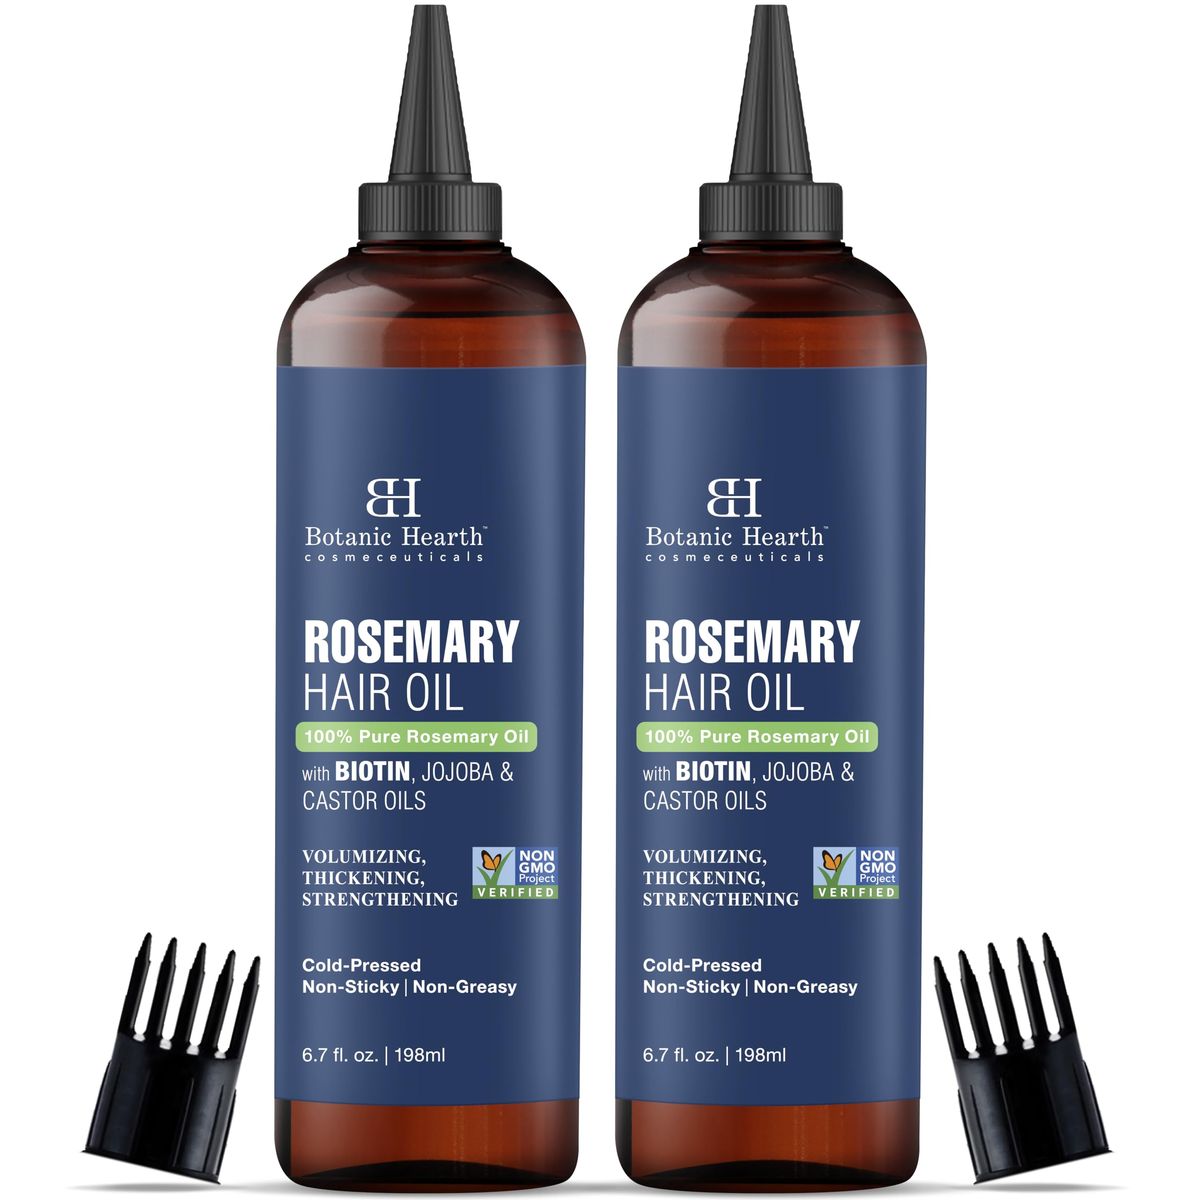 BH
Botanic Hearth™
cosmeceuticals
ROSEMARY
HAIR OIL
100% Pure Rosemary Oil
with BIOTIN, JOJOBA &
CASTOR OILS
VOLUMIZING,
THICKENING,
STRENGTHENING
NON
GMO
Project
VERIFIED
Cold-Pressed
Non-Sticky | Non-Greasy
6.7 fl. oz. | 198ml
BH
Botanic Hearth™
cosmeceuticals
ROSEMARY
HAIR OIL
100% Pure Rosemary Oil
with BIOTIN, JOJOBA &
CASTOR OILS
VOLUMIZING,
THICKENING,
STRENGTHENING
NON
GMO
Project
VERIFIED
Cold-Pressed
Non-Sticky | Non-Greasy
6.7 fl. oz. | 198ml